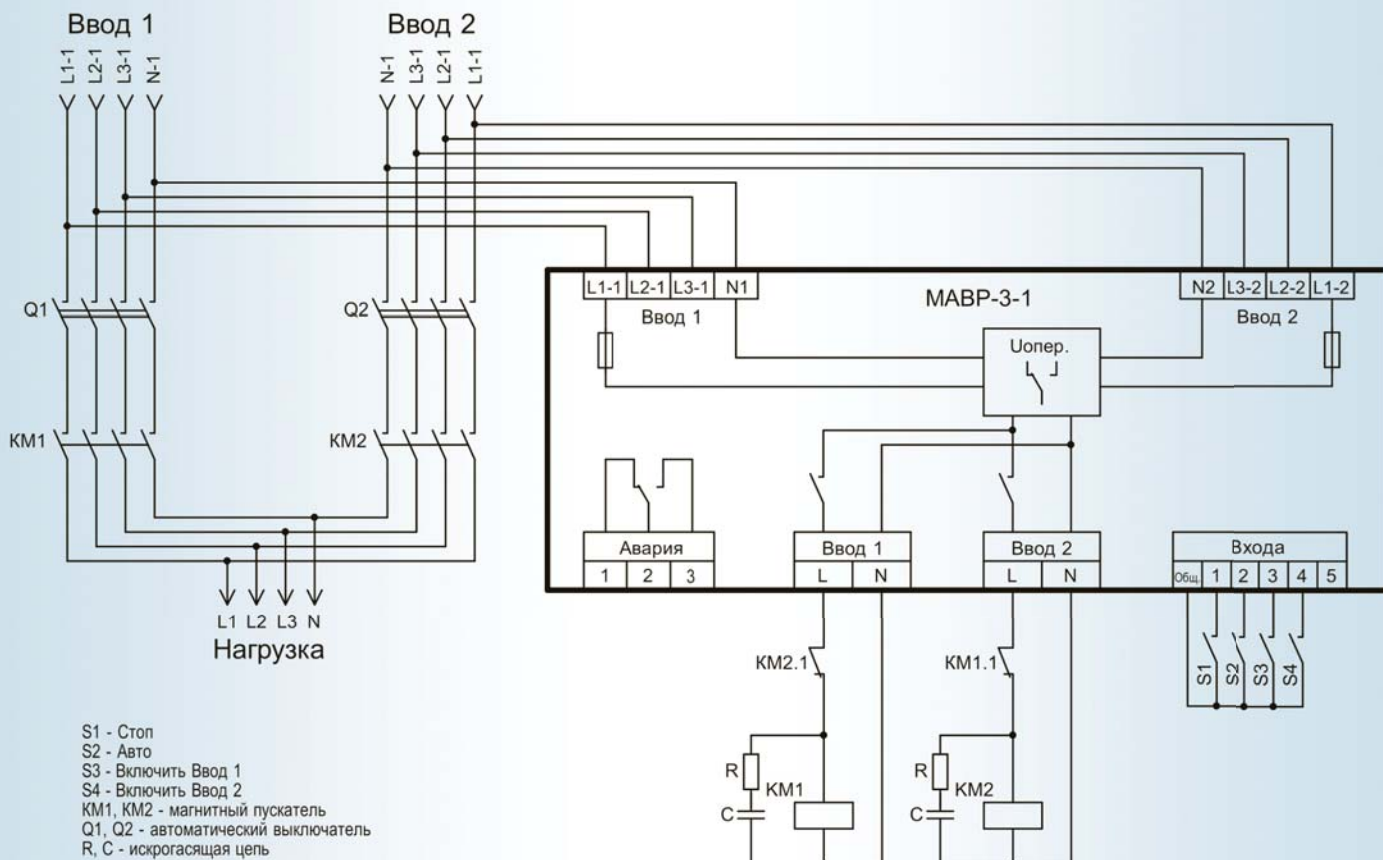 Ввод 1
Ввод 2
L1-1 L2-1 L3-1 N-1
N-1 L3-1 L2-1 L1-1
Q1
Q2
KM1
KM2
L1 L2 L3 N
Нагрузка
L1-1 L2-1 L3-1 N1
Ввод 1
МАВР-3-1
N2 L3-2 L2-2 L1-2
Ввод 2
Uопер.
Авария
1 2 3
Ввод 1
L N
Ввод 2
L N
Входа
Общ. 1 2 3 4 5
KM2.1
KM1.1
S1 S2 S3 S4
R
KM1
C
R
KM2
C
S1 - Стоп
S2 - Авто
S3 - Включить Ввод 1
S4 - Включить Ввод 2
KM1, KM2 - магнитный пускатель
Q1, Q2 - автоматический выключатель
R, C - искрогасящая цепь